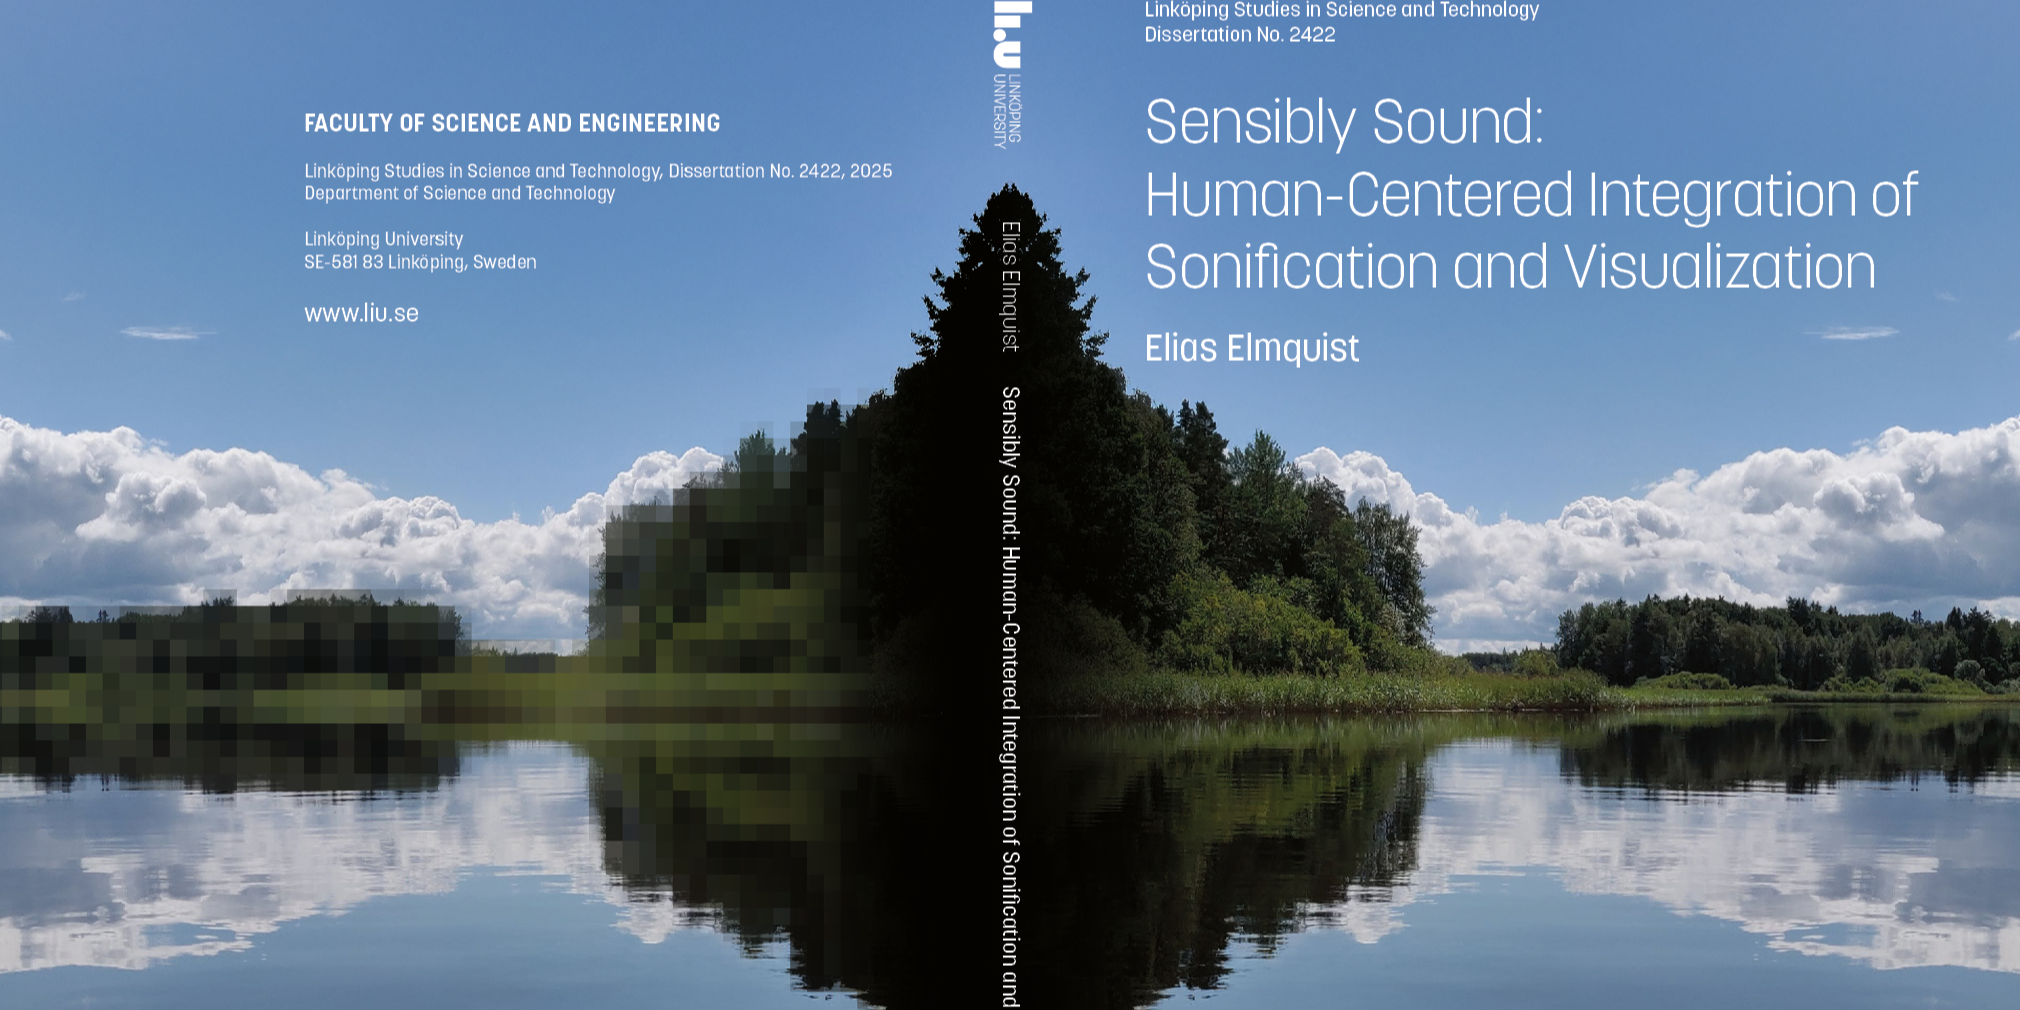 FACULTY OF SCIENCE AND ENGINEERING
Linköping Studies in Science and Technology, Dissertation No. 2422, 2025
Department of Science and Technology
Linköping University
SE-581 83 Linköping, Sweden
www.liu.se
li.u
LINKÖPING
UNIVERSITY
Elias Elmquist
Sensibly Sound: Human-Centered Integration of Sonification and
Linköping Studies in Science and Technology
Dissertation No. 2422
Sensibly Sound:
Human-Centered Integration of
Sonification and Visualization
Elias Elmquist